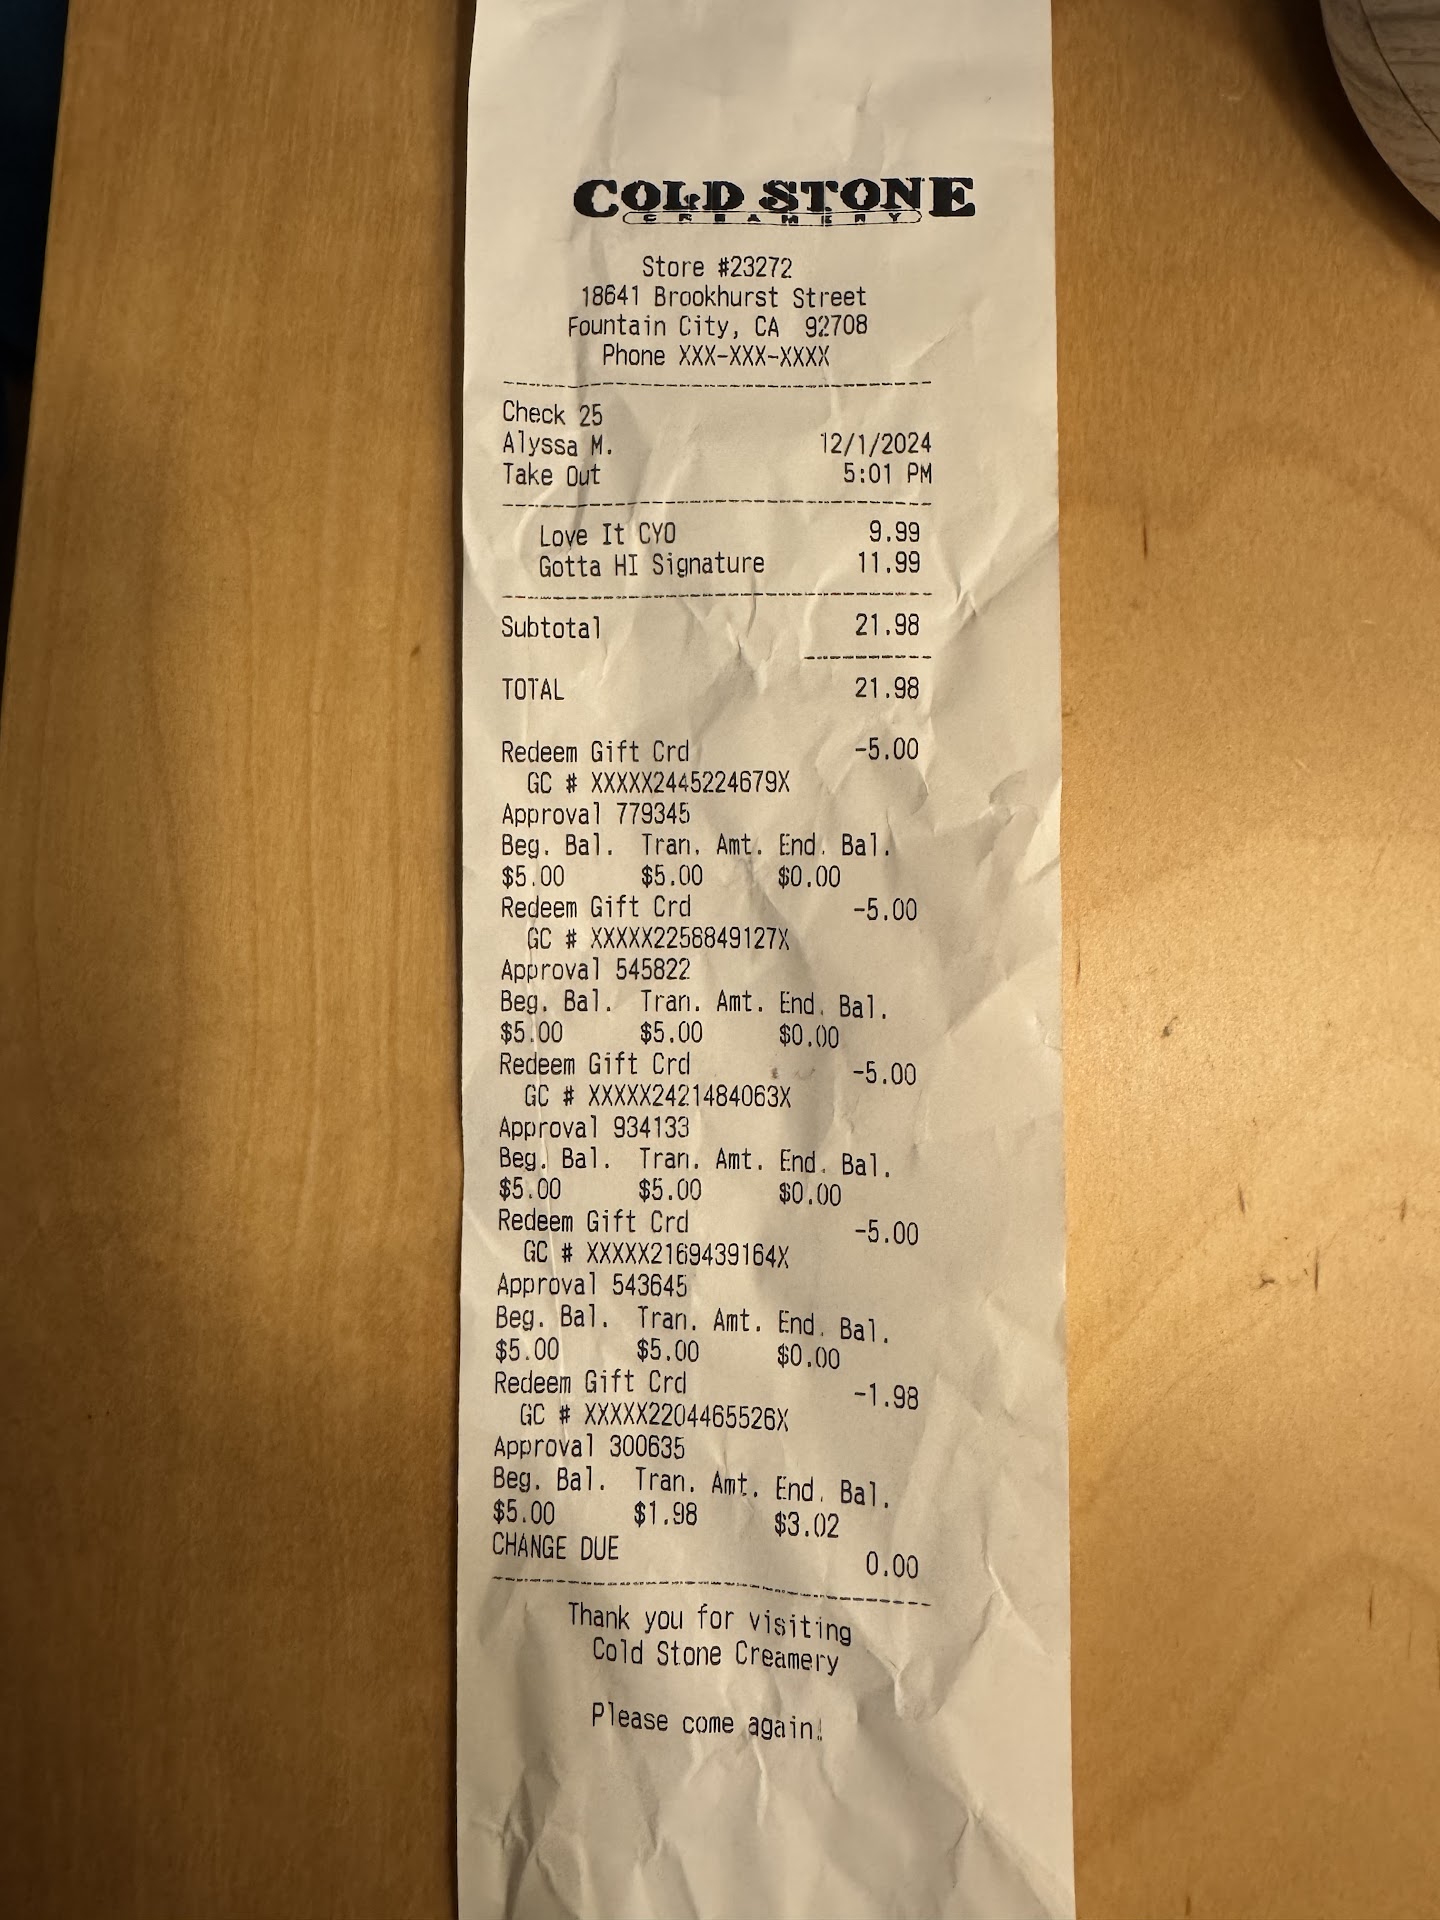 COLD STONE
CREAMERY
Store #23272
18641 Brookhurst Street
Fountain City, CA 92708
Phone XXX-XXX-XXXX
Check 25
Alyssa M. 12/1/2024
Take Out 5:01 PM
Love It CYO 9.99
Gotta HI Signature 11.99
Subtotal 21.98
TOTAL 21.98
Redeem Gift Crd -5.00
GC # XXXXX2445224679X
Approval 779345
Beg. Bal. Tran. Amt. End. Bal.
$5.00 $5.00 $0.00
Redeem Gift Crd -5.00
GC # XXXXX2256849127X
Approval 545822
Beg. Bal. Tran. Amt. End. Bal.
$5.00 $5.00 $0.00
Redeem Gift Crd -5.00
GC # XXXXX2421484063X
Approval 934133
Beg. Bal. Tran. Amt. End. Bal.
$5.00 $5.00 $0.00
Redeem Gift Crd -5.00
GC # XXXXX2169439164X
Approval 543645
Beg. Bal. Tran. Amt. End. Bal.
$5.00 $5.00 $0.00
Redeem Gift Crd -1.98
GC # XXXXX2204465526X
Approval 300635
Beg. Bal. Tran. Amt. End. Bal.
$5.00 $1.98 $3.02
CHANGE DUE 0.00
Thank you for visiting
Cold Stone Creamery
Please come again!